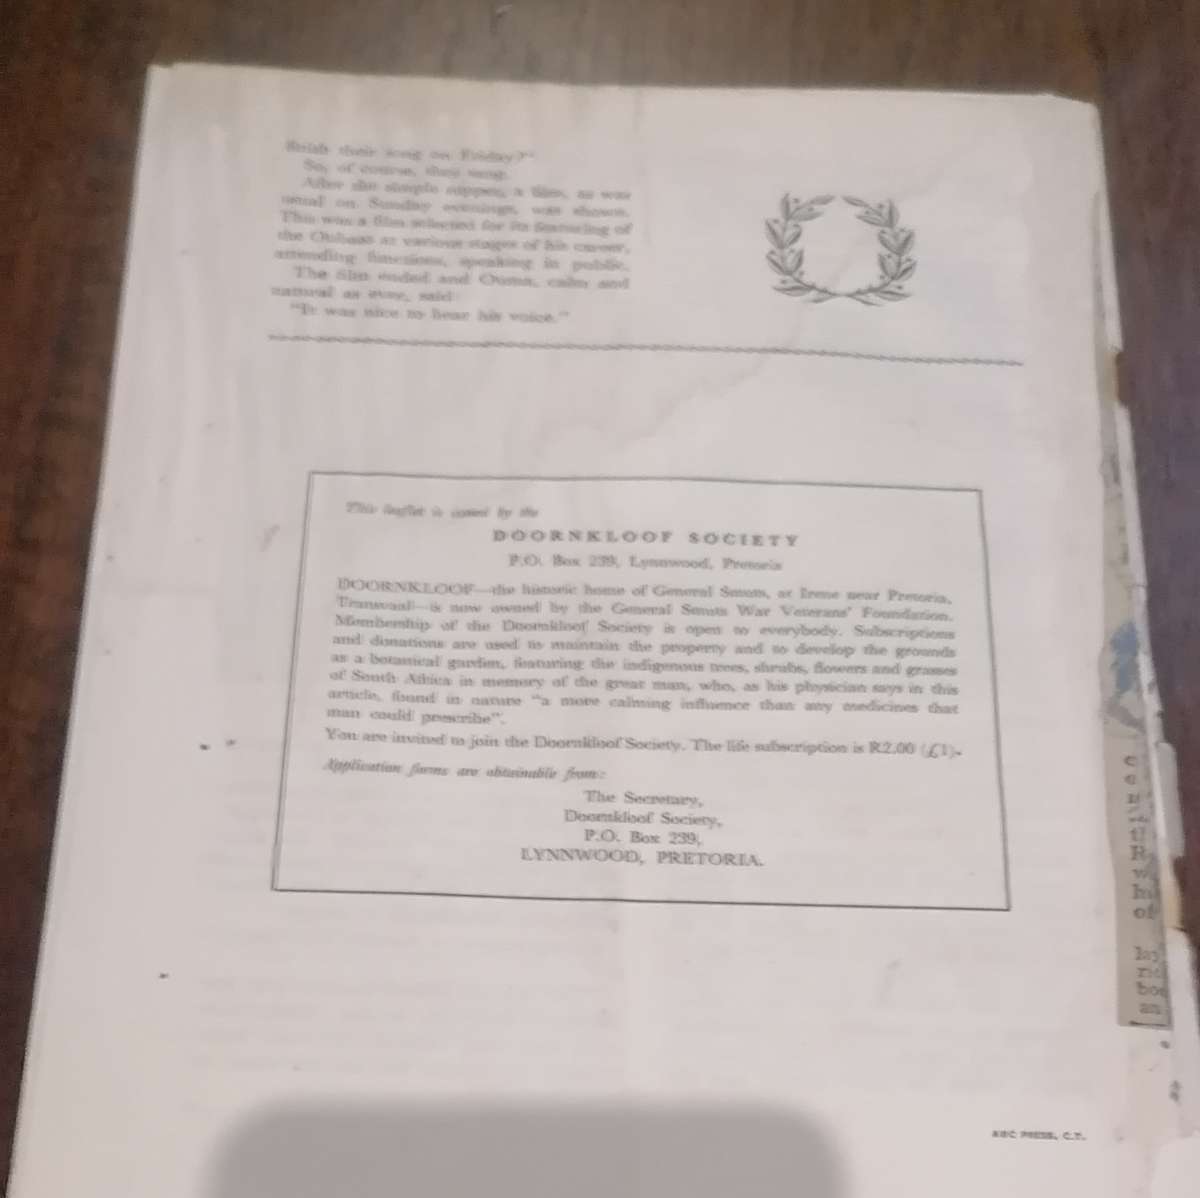 finish their song on Friday?"
So, of course, they sang.
After the simple supper, a film, as was
usual on Sunday evenings, was shown.
This was a film selected for its featuring of
the Oubaas at various stages of his career,
attending functions, speaking in public.
The film ended and Ouma, calm and
natural as ever, said:
"It was nice to hear his voice."
This leaflet is issued by the
DOORNKLOOF SOCIETY
P.O. Box 239, Lynnwood, Pretoria
DOORNKLOOF—the historic home of General Smuts, at Irene near Pretoria,
Transvaal—is now owned by the General Smuts War Veterans' Foundation.
Membership of the Doornkloof Society is open to everybody. Subscriptions
and donations are used to maintain the property and to develop the grounds
as a botanical garden, featuring the indigenous trees, shrubs, flowers and grasses
of South Africa in memory of the great man, who, as his physician says in this
article, found in nature "a more calming influence than any medicines that
man could prescribe".
You are invited to join the Doornkloof Society. The life subscription is R2.00 (£1).
Application forms are obtainable from:
The Secretary,
Doornkloof Society,
P.O. Box 239,
LYNNWOOD, PRETORIA.
ABC PRESS, C.T.